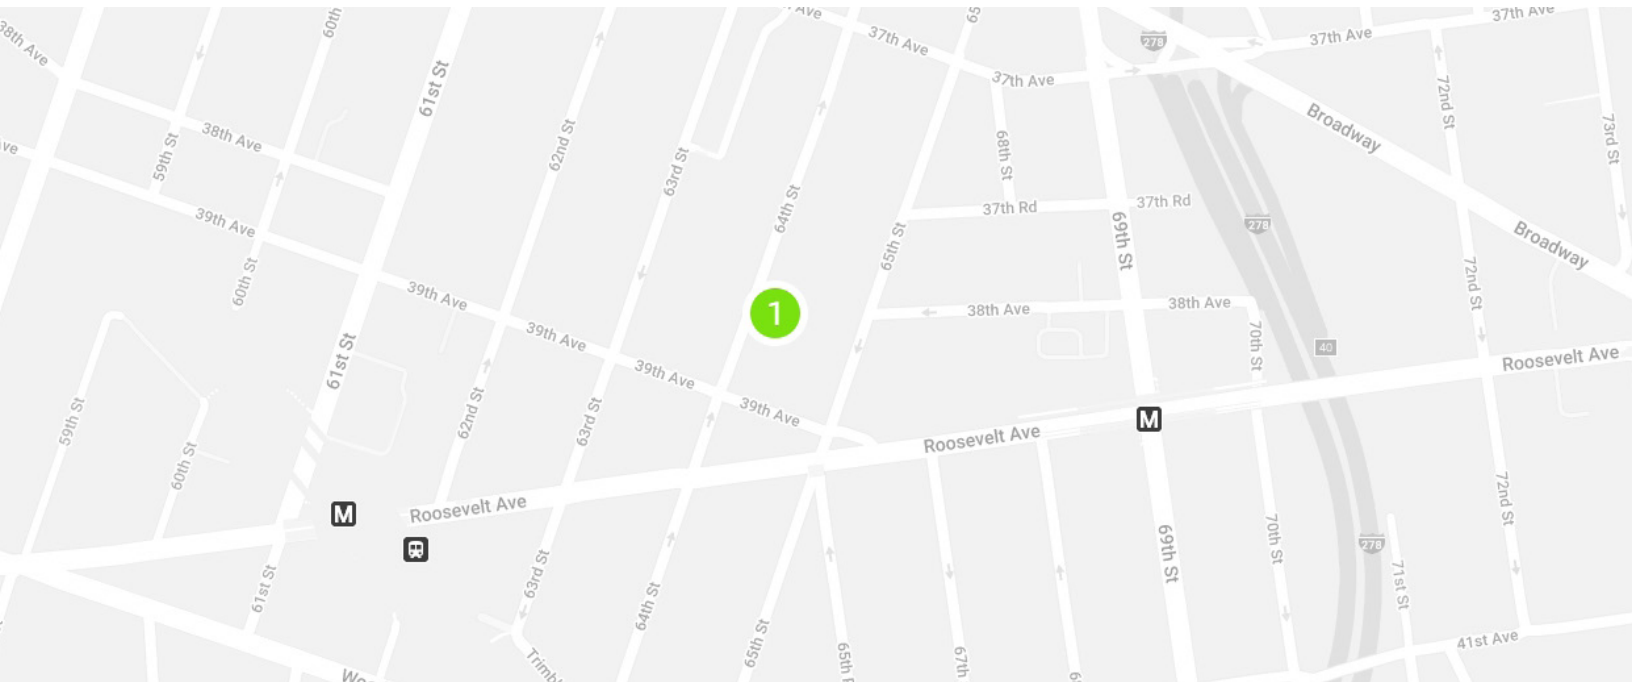 38th Ave
60th
61st St
Ave
37th Ave
65
278
37th Ave
37th Ave
37th Ave
72nd St
Broadway
73rd St
38th Ave
59th St
62nd St
63rd St
68th St
ve
39th Ave
64th St
37th Rd
37th Rd
69th St
278
Broadway
65th St
60th St
39th Ave
1
38th Ave
38th Ave
72nd St
39th Ave
70th St
40
Roosevelt Ave
61st St
39th Ave
39th Ave
59th St
62nd St
63rd St
M
Roosevelt Ave
60th St
M
Roosevelt Ave
72nd St
61st St
63rd St
69th St
70th St
278
71st St
64th St
65th St
65th P
67th
41st Ave
Trimbl
Wo